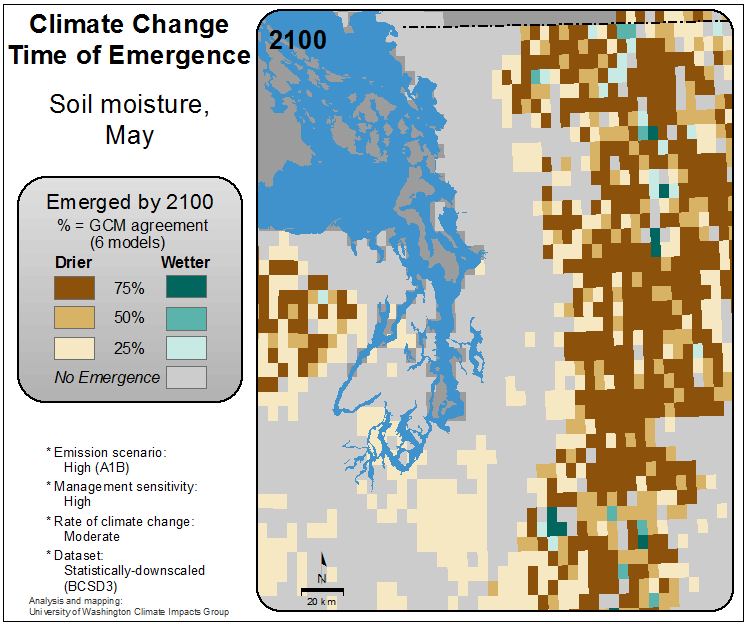 Climate Change
Time of Emergence
Soil moisture,
May
Emerged by 2100
% = GCM agreement
(6 models)
Drier Wetter
75%
50%
25%
No Emergence
* Emission scenario:
High (A1B)
* Management sensitivity:
High
* Rate of climate change:
Moderate
* Dataset:
Statistically-downscaled
(BCSD3)
Analysis and mapping:
University of Washington Climate Impacts Group
2100
N
20 km